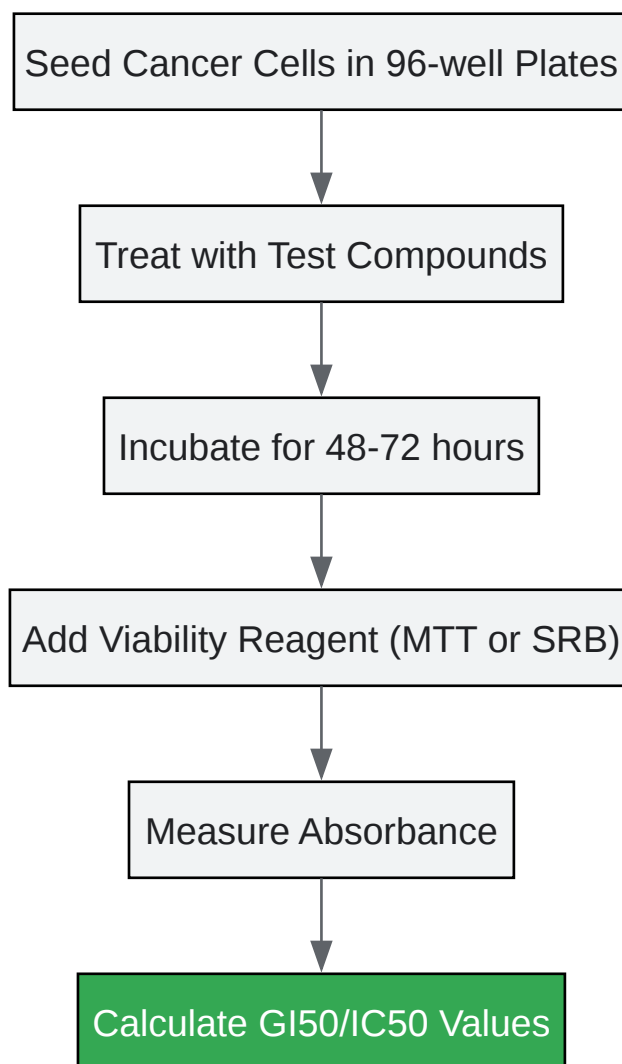 Seed Cancer Cells in 96-well Plates
Treat with Test Compounds
Incubate for 48-72 hours
Add Viability Reagent (MTT or SRB)
Measure Absorbance
Calculate GI50/IC50 Values